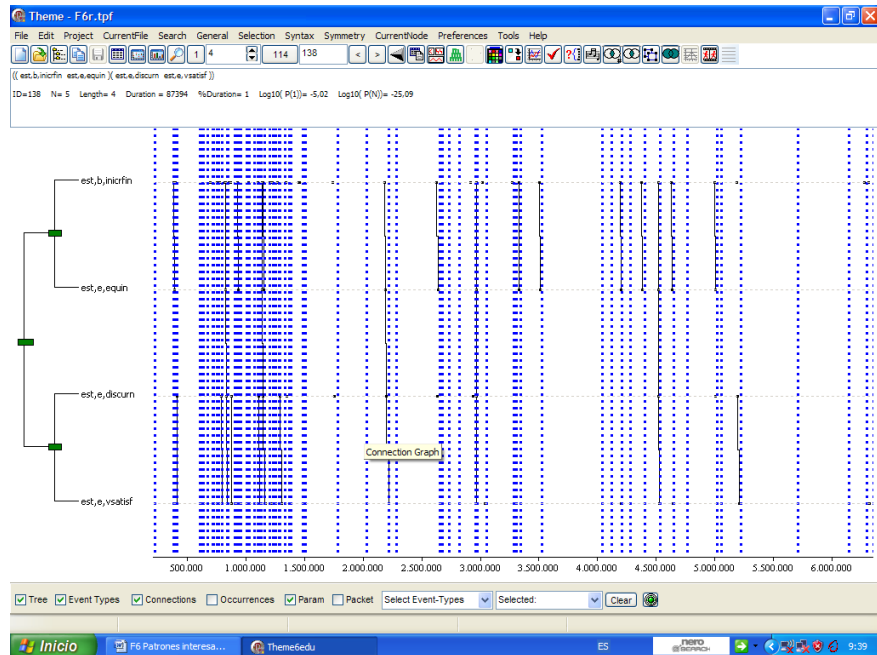 Theme - F6r.tpf
File Edit Project CurrentFile Search General Selection Syntax Symmetry CurrentNode Preferences Tools Help
1 4 114 138 < >
(( est,b,inicrfin est,e,equin )( est,e,discurn est,e,vsatisf ))
ID=138 N= 5 Length= 4 Duration = 87394 %Duration= 1 Log10( P(1))= -5,02 Log10( P(N))= -25,09
est,b,inicrfin
est,e,equin
est,e,discurn
Connection Graph
est,e,vsatisf
500.000 1.000.000 1.500.000 2.000.000 2.500.000 3.000.000 3.500.000 4.000.000 4.500.000 5.000.000 5.500.000 6.000.000
Tree Event Types Connections Occurrences Param Packet Select Event-Types Selected: Clear
Inicio F6 Patrones interesa... Theme6edu ES nero SEARCH 9:39